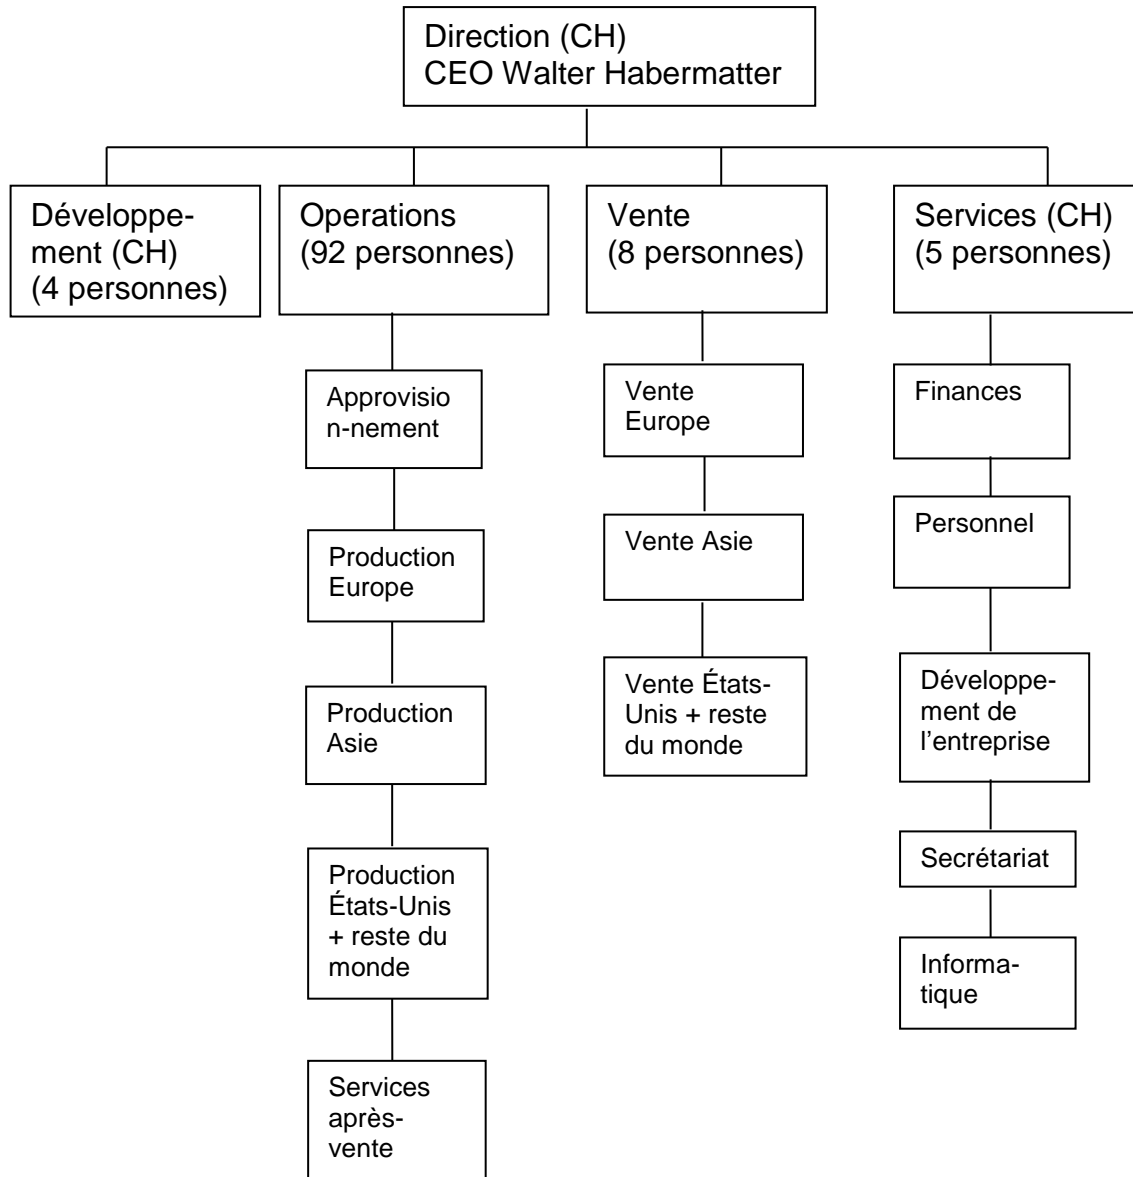 Direction (CH)
CEO Walter Habermatter
Développe-
ment (CH)
(4 personnes)
Operations
(92 personnes)
Vente
(8 personnes)
Services (CH)
(5 personnes)
Approvisio
n-nement
Production
Europe
Production
Asie
Production
États-Unis
+ reste du
monde
Services
après-
vente
Vente
Europe
Vente Asie
Vente États-
Unis + reste
du monde
Finances
Personnel
Développe-
ment de
l’entreprise
Secrétariat
Informa-
tique